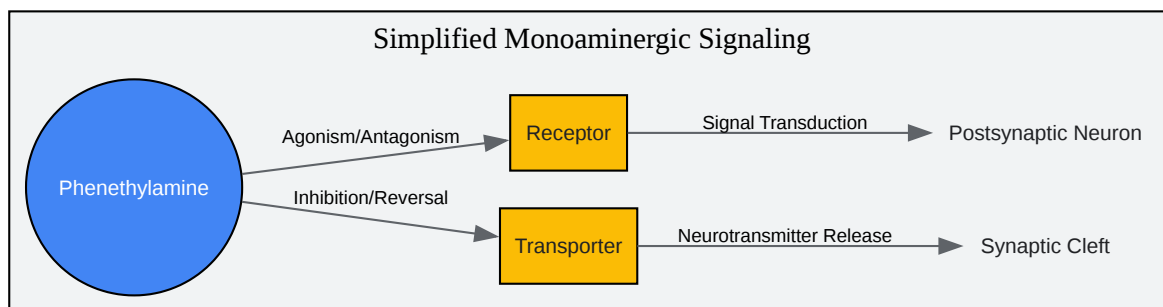 Simplified Monoaminergic Signaling
Phenethylamine
Agonism/Antagonism
Receptor
Signal Transduction
Postsynaptic Neuron
Inhibition/Reversal
Transporter
Neurotransmitter Release
Synaptic Cleft